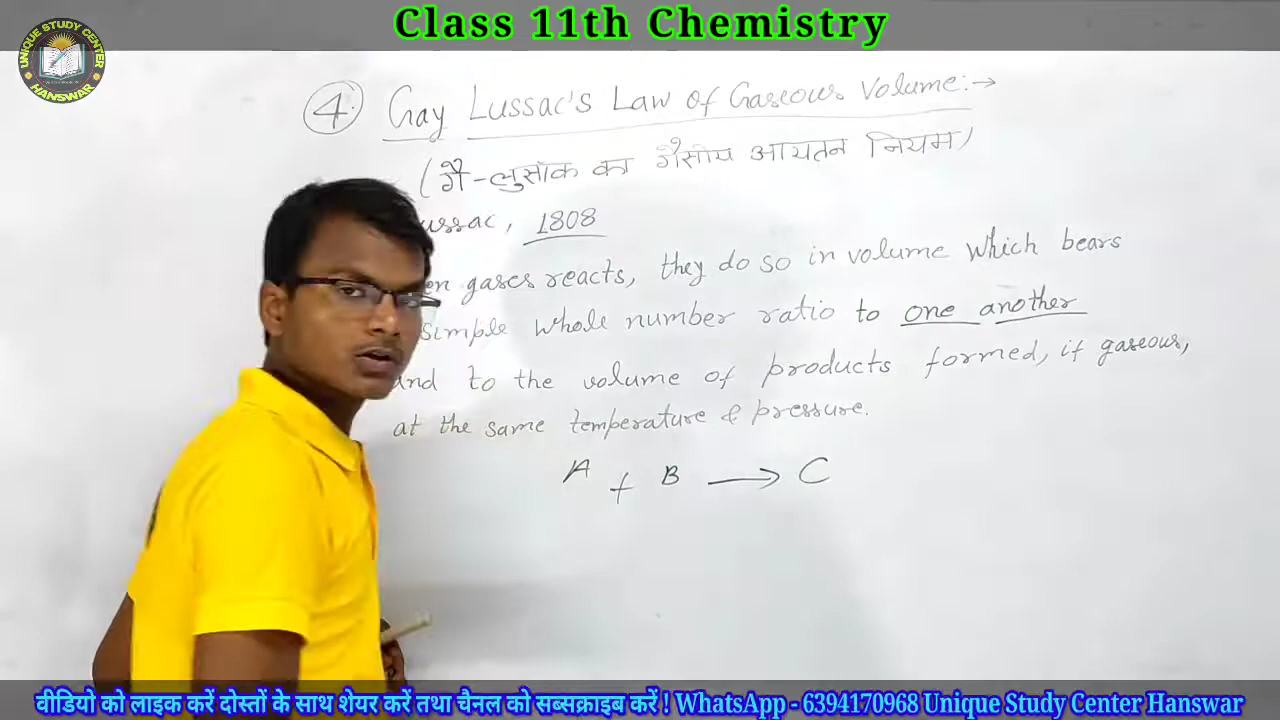 Class 11th Chemistry
UNIQUE STUDY CENTER
HANSWAR
4. Gay Lussac's Law of Gaseous Volume:→
(गै-लुसॉक का गैसीय आयतन नियम)
ussac, 1808
en gases reacts, they do so in volume which bears
simple whole number ratio to one another
and to the volume of products formed, if gaseous,
at the same temperature & pressure.
A + B → C
वीडियो को लाइक करें दोस्तों के साथ शेयर करें तथा चैनल को सब्सक्राइब करें ! WhatsApp - 6394170968 Unique Study Center Hanswar